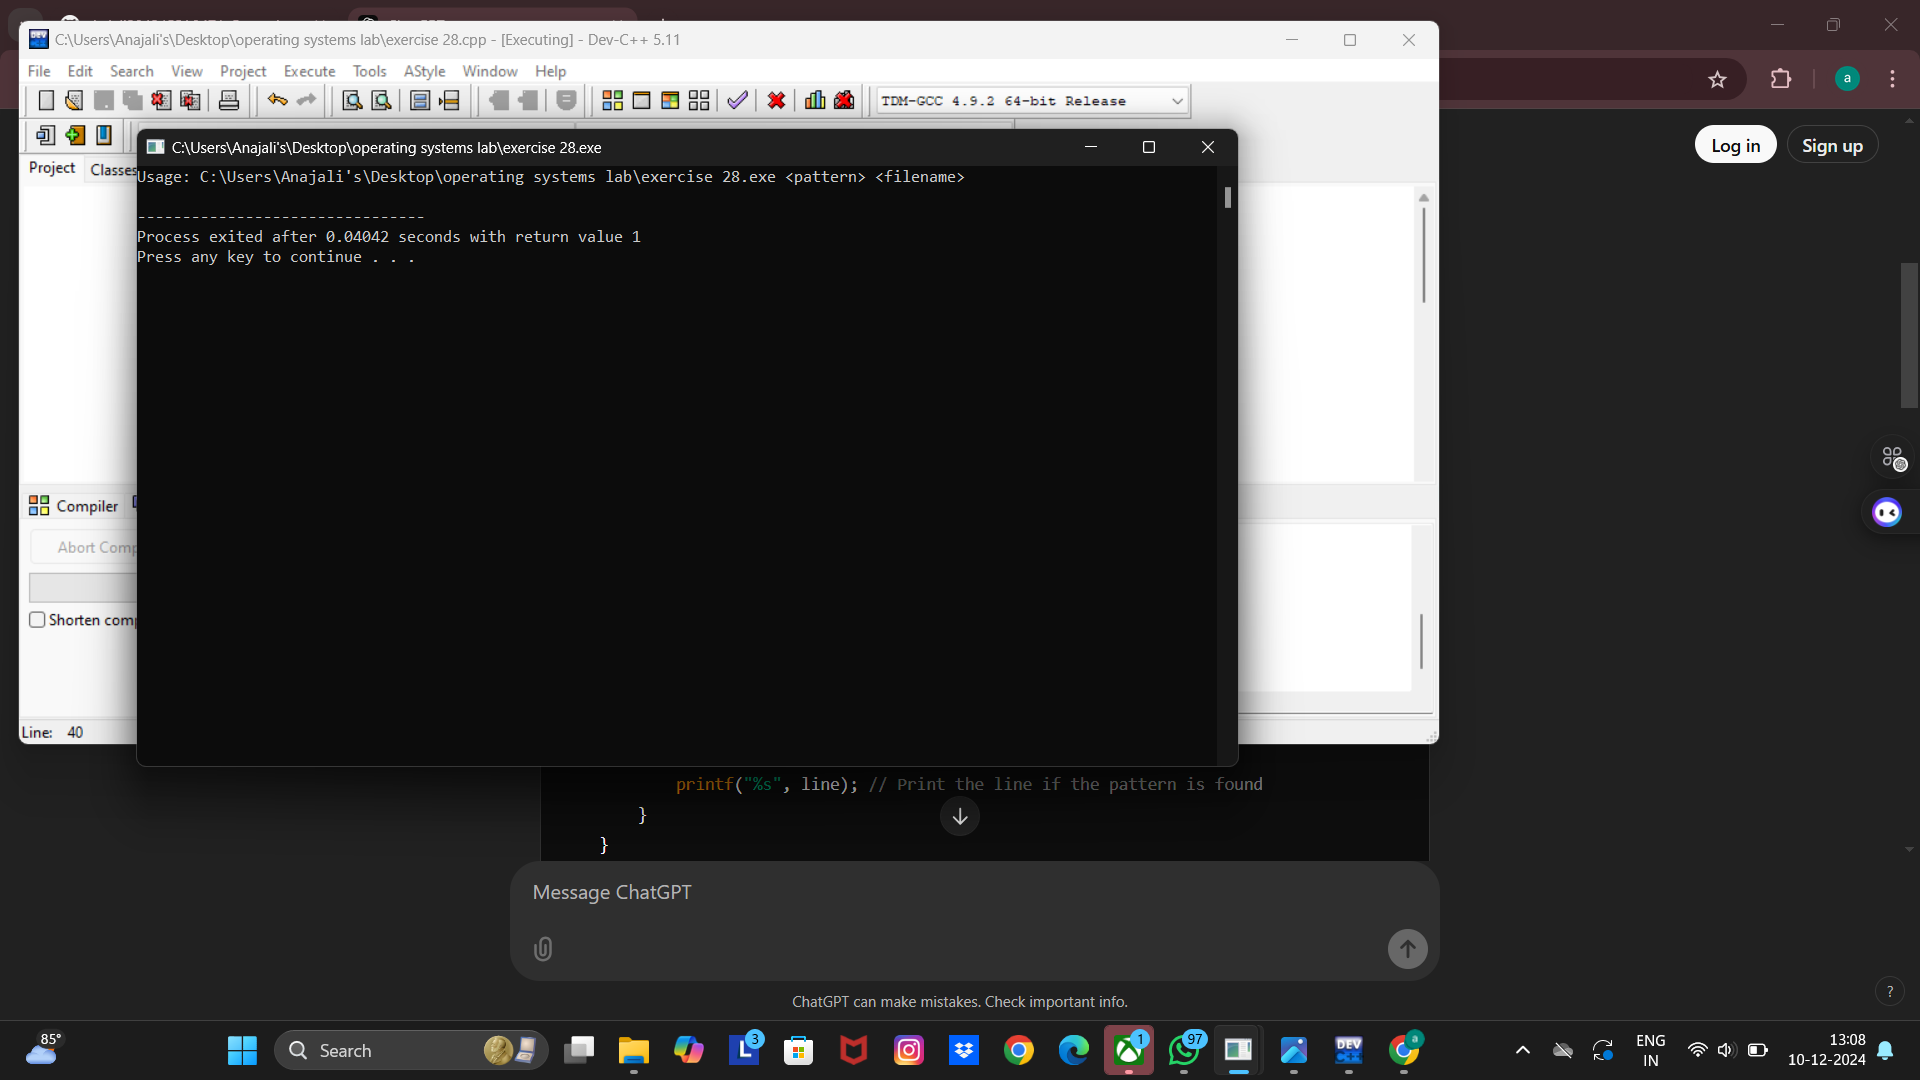 C:\Users\Anajali's\Desktop\operating systems lab\exercise 28.cpp - [Executing] - Dev-C++ 5.11
File Edit Search View Project Execute Tools AStyle Window Help
TDM-GCC 4.9.2 64-bit Release
Log in
Sign up
a
Project Classes
C:\Users\Anajali's\Desktop\operating systems lab\exercise 28.exe
Usage: C:\Users\Anajali's\Desktop\operating systems lab\exercise 28.exe <pattern> <filename>
--------------------------------
Process exited after 0.04042 seconds with return value 1
Press any key to continue . . .
Compiler
Abort Comp
Shorten comp
Line: 40
printf("%s", line); // Print the line if the pattern is found
}
}
Message ChatGPT
ChatGPT can make mistakes. Check important info.
?
85°
Search
3
1
97
DEV
C++
a
ENG
IN
13:08
10-12-2024